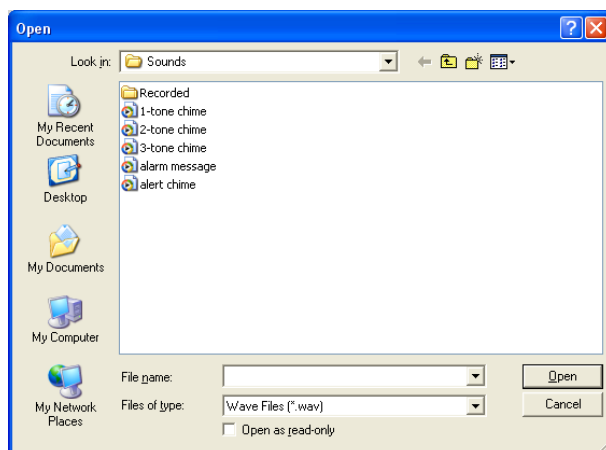 Open
Look in: Sounds
My Recent
Documents
Desktop
My Documents
My Computer
My Network
Places
Recorded
1-tone chime
2-tone chime
3-tone chime
alarm message
alert chime
File name:
Open
Files of type: Wave Files (*.wav)
Cancel
Open as read-only